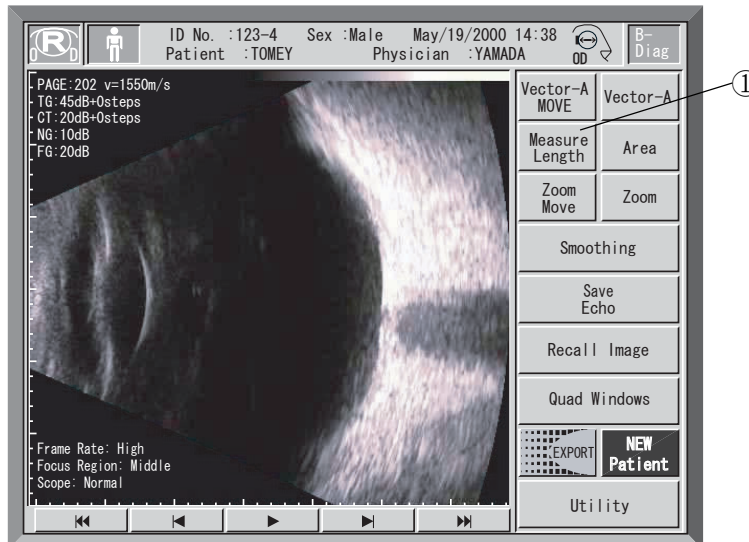 ID No. :123-4 Sex :Male May/19/2000 14:38
Patient :TOMEY Physician :YAMADA
R
O D
OD
B-
Diag
PAGE:202 v=1550m/s
TG:45dB+0steps
CT:20dB+0steps
NG:10dB
FG:20dB
Frame Rate: High
Focus Region: Middle
Scope: Normal
Vector-A
MOVE
Vector-A
①
Measure
Length
Area
Zoom
Move
Zoom
Smoothing
Save
Echo
Recall Image
Quad Windows
EXPORT
NEW
Patient
Utility